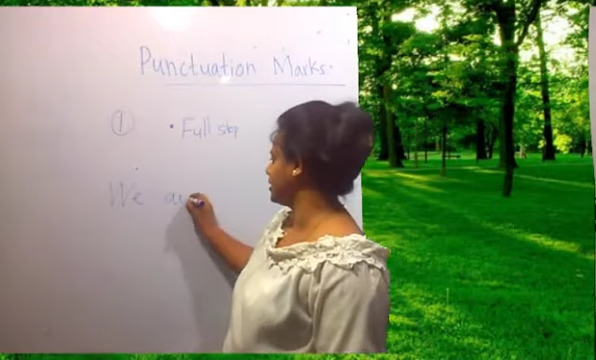 Punctuation Marks.
① • Full stop
We